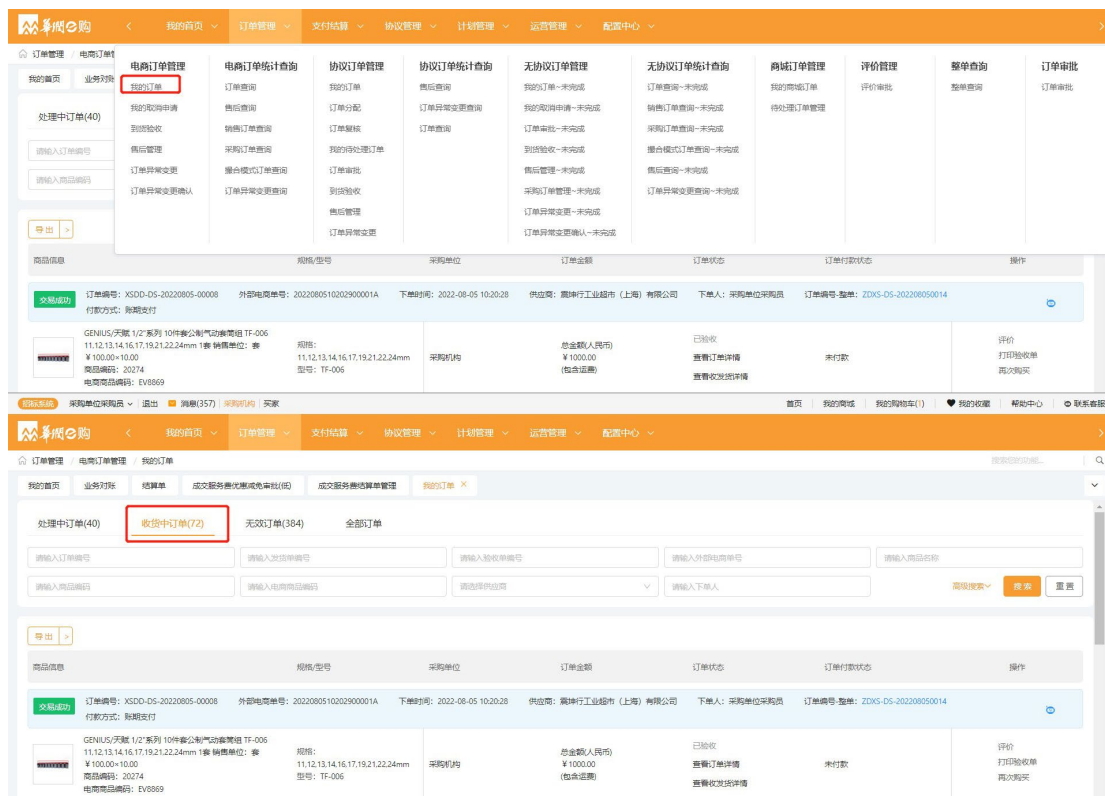 華潤e购 我的首页 订单管理 支付结算 协议管理 计划管理 运营管理 配置中心
订单管理 / 电商订单管
我的首页 业务对账
处理中订单(40)
请输入订单编号
请输入商品编码
电商订单管理 电商订单统计查询 协议订单管理 协议订单统计查询 无协议订单管理 无协议订单统计查询 商城订单管理 评价管理 整单查询 订单审批
我的订单 订单查询 我的订单 售后查询 我的订单~未完成 订单查询~未完成 我的商城订单 评价审批 整单查询 订单审批
我的取消申请 售后查询 订单分配 订单异常变更查询 我的取消申请~未完成 销售订单查询~未完成 待处理订单管理
到货验收 销售订单查询 订单复核 订单查询 订单审批~未完成 采购订单查询~未完成
售后管理 采购订单查询 我的待处理订单 到货验收~未完成 撮合模式订单查询~未完成
订单异常变更 撮合模式订单查询 订单审批 售后管理~未完成 售后查询~未完成
订单异常变更确认 订单异常变更查询 到货验收 采购订单管理~未完成 订单异常变更查询~未完成
售后管理 订单异常变更~未完成
订单异常变更 订单异常变更确认~未完成
导出 >
商品信息 规格/型号 采购单位 订单金额 订单状态 订单付款状态 操作
交易成功 订单编号：XSDD-DS-20220805-00008 外部电商单号：2022080510202900001A 下单时间：2022-08-05 10:20:28 供应商：震坤行工业超市（上海）有限公司 下单人：采购单位采购员 订单编号-整单：ZDXS-DS-202208050014
付款方式：账期支付
GENIUS/天赋 1/2"系列 10件套公制气动套筒组 TF-006
11,12,13,14,16,17,19,21,22,24mm 1套 销售单位：套
￥100.00×10.00
商品编码：20274
电商商品编码：EV8869
规格：
11,12,13,14,16,17,19,21,22,24mm
型号：TF-006
采购机构
总金额(人民币)
￥1000.00
(包含运费)
已验收
查看订单详情
查看收发货详情
未付款
评价
打印验收单
再次购买
招标系统 采购单位采购员 退出 消息(357) 采购机构 买家 首页 我的商城 我的购物车(1) 我的收藏 帮助中心 联系客服
華潤e购 我的首页 订单管理 支付结算 协议管理 计划管理 运营管理 配置中心
订单管理 / 电商订单管理 / 我的订单
我的首页 业务对账 结算单 成交服务费优惠减免审批(低) 成交服务费结算单管理 我的订单 ×
处理中订单(40) 收货中订单(72) 无效订单(384) 全部订单
请输入订单编号 请输入发货单编号 请输入验收单编号 请输入外部电商单号 请输入商品名称
请输入商品编码 请输入电商商品编码 请选择供应商 请输入下单人 高级搜索 搜索 重置
导出 >
商品信息 规格/型号 采购单位 订单金额 订单状态 订单付款状态 操作
交易成功 订单编号：XSDD-DS-20220805-00008 外部电商单号：2022080510202900001A 下单时间：2022-08-05 10:20:28 供应商：震坤行工业超市（上海）有限公司 下单人：采购单位采购员 订单编号-整单：ZDXS-DS-202208050014
付款方式：账期支付
GENIUS/天赋 1/2"系列 10件套公制气动套筒组 TF-006
11,12,13,14,16,17,19,21,22,24mm 1套 销售单位：套
￥100.00×10.00
商品编码：20274
电商商品编码：EV8869
规格：
11,12,13,14,16,17,19,21,22,24mm
型号：TF-006
采购机构
总金额(人民币)
￥1000.00
(包含运费)
已验收
查看订单详情
查看收发货详情
未付款
评价
打印验收单
再次购买